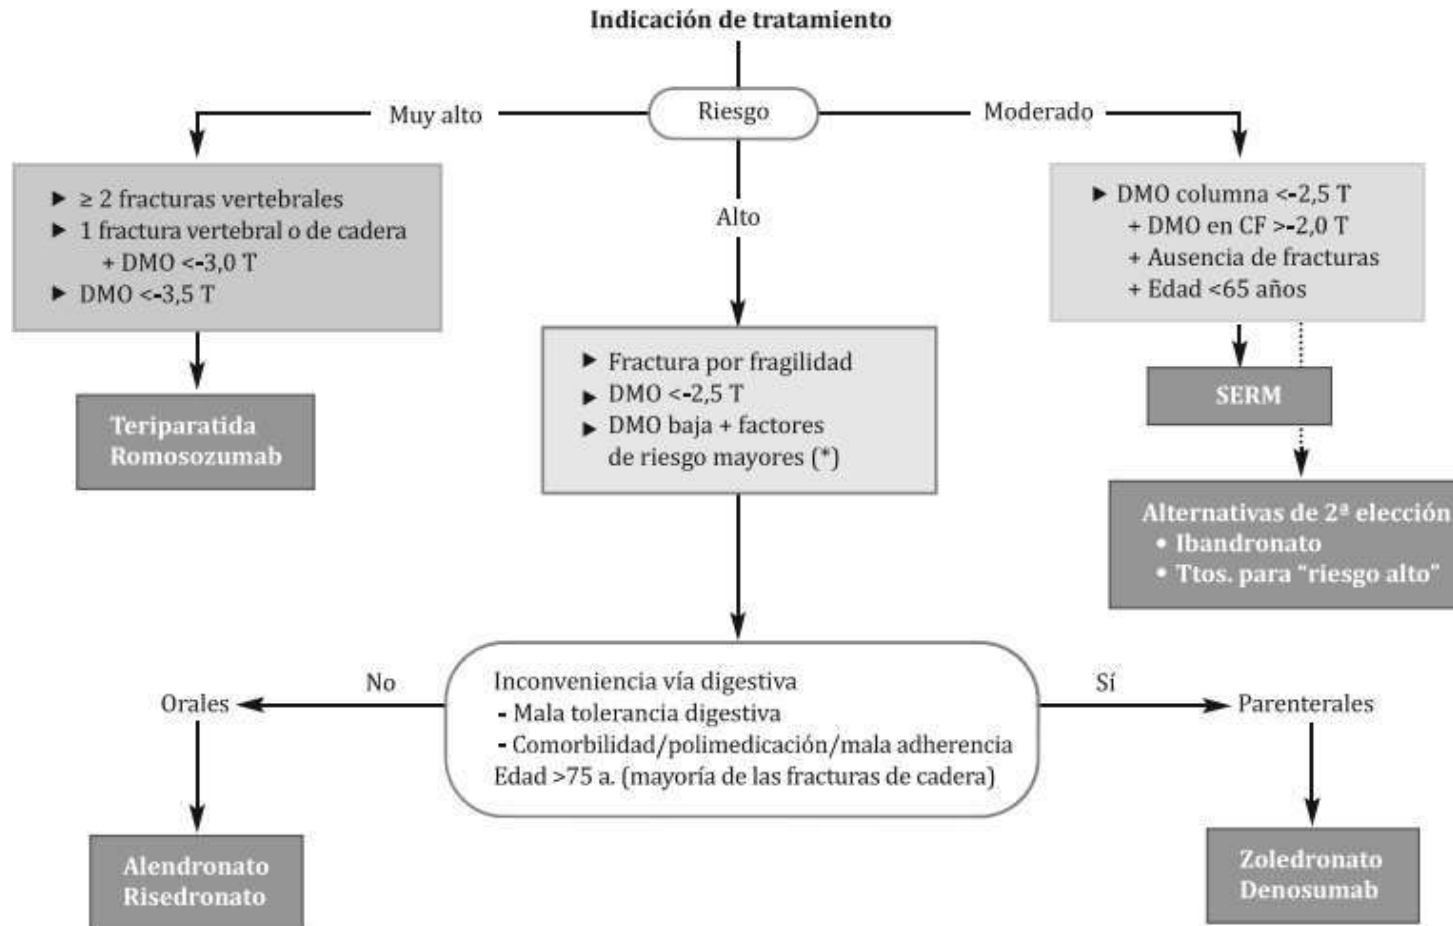 Indicación de tratamiento
Riesgo
Muy alto
Alto
Moderado
► ≥ 2 fracturas vertebrales
► 1 fractura vertebral o de cadera
+ DMO <-3,0 T
► DMO <-3,5 T
Teriparatida
Romosozumab
► Fractura por fragilidad
► DMO <-2,5 T
► DMO baja + factores
de riesgo mayores (*)
► DMO columna <-2,5 T
+ DMO en CF >-2,0 T
+ Ausencia de fracturas
+ Edad <65 años
SERM
Alternativas de 2ª elección
• Ibandronato
• Ttos. para "riesgo alto"
Inconveniencia vía digestiva
- Mala tolerancia digestiva
- Comorbilidad/polimedicación/mala adherencia
Edad >75 a. (mayoría de las fracturas de cadera)
No
Orales
Alendronato
Risedronato
Sí
Parenterales
Zoledronato
Denosumab